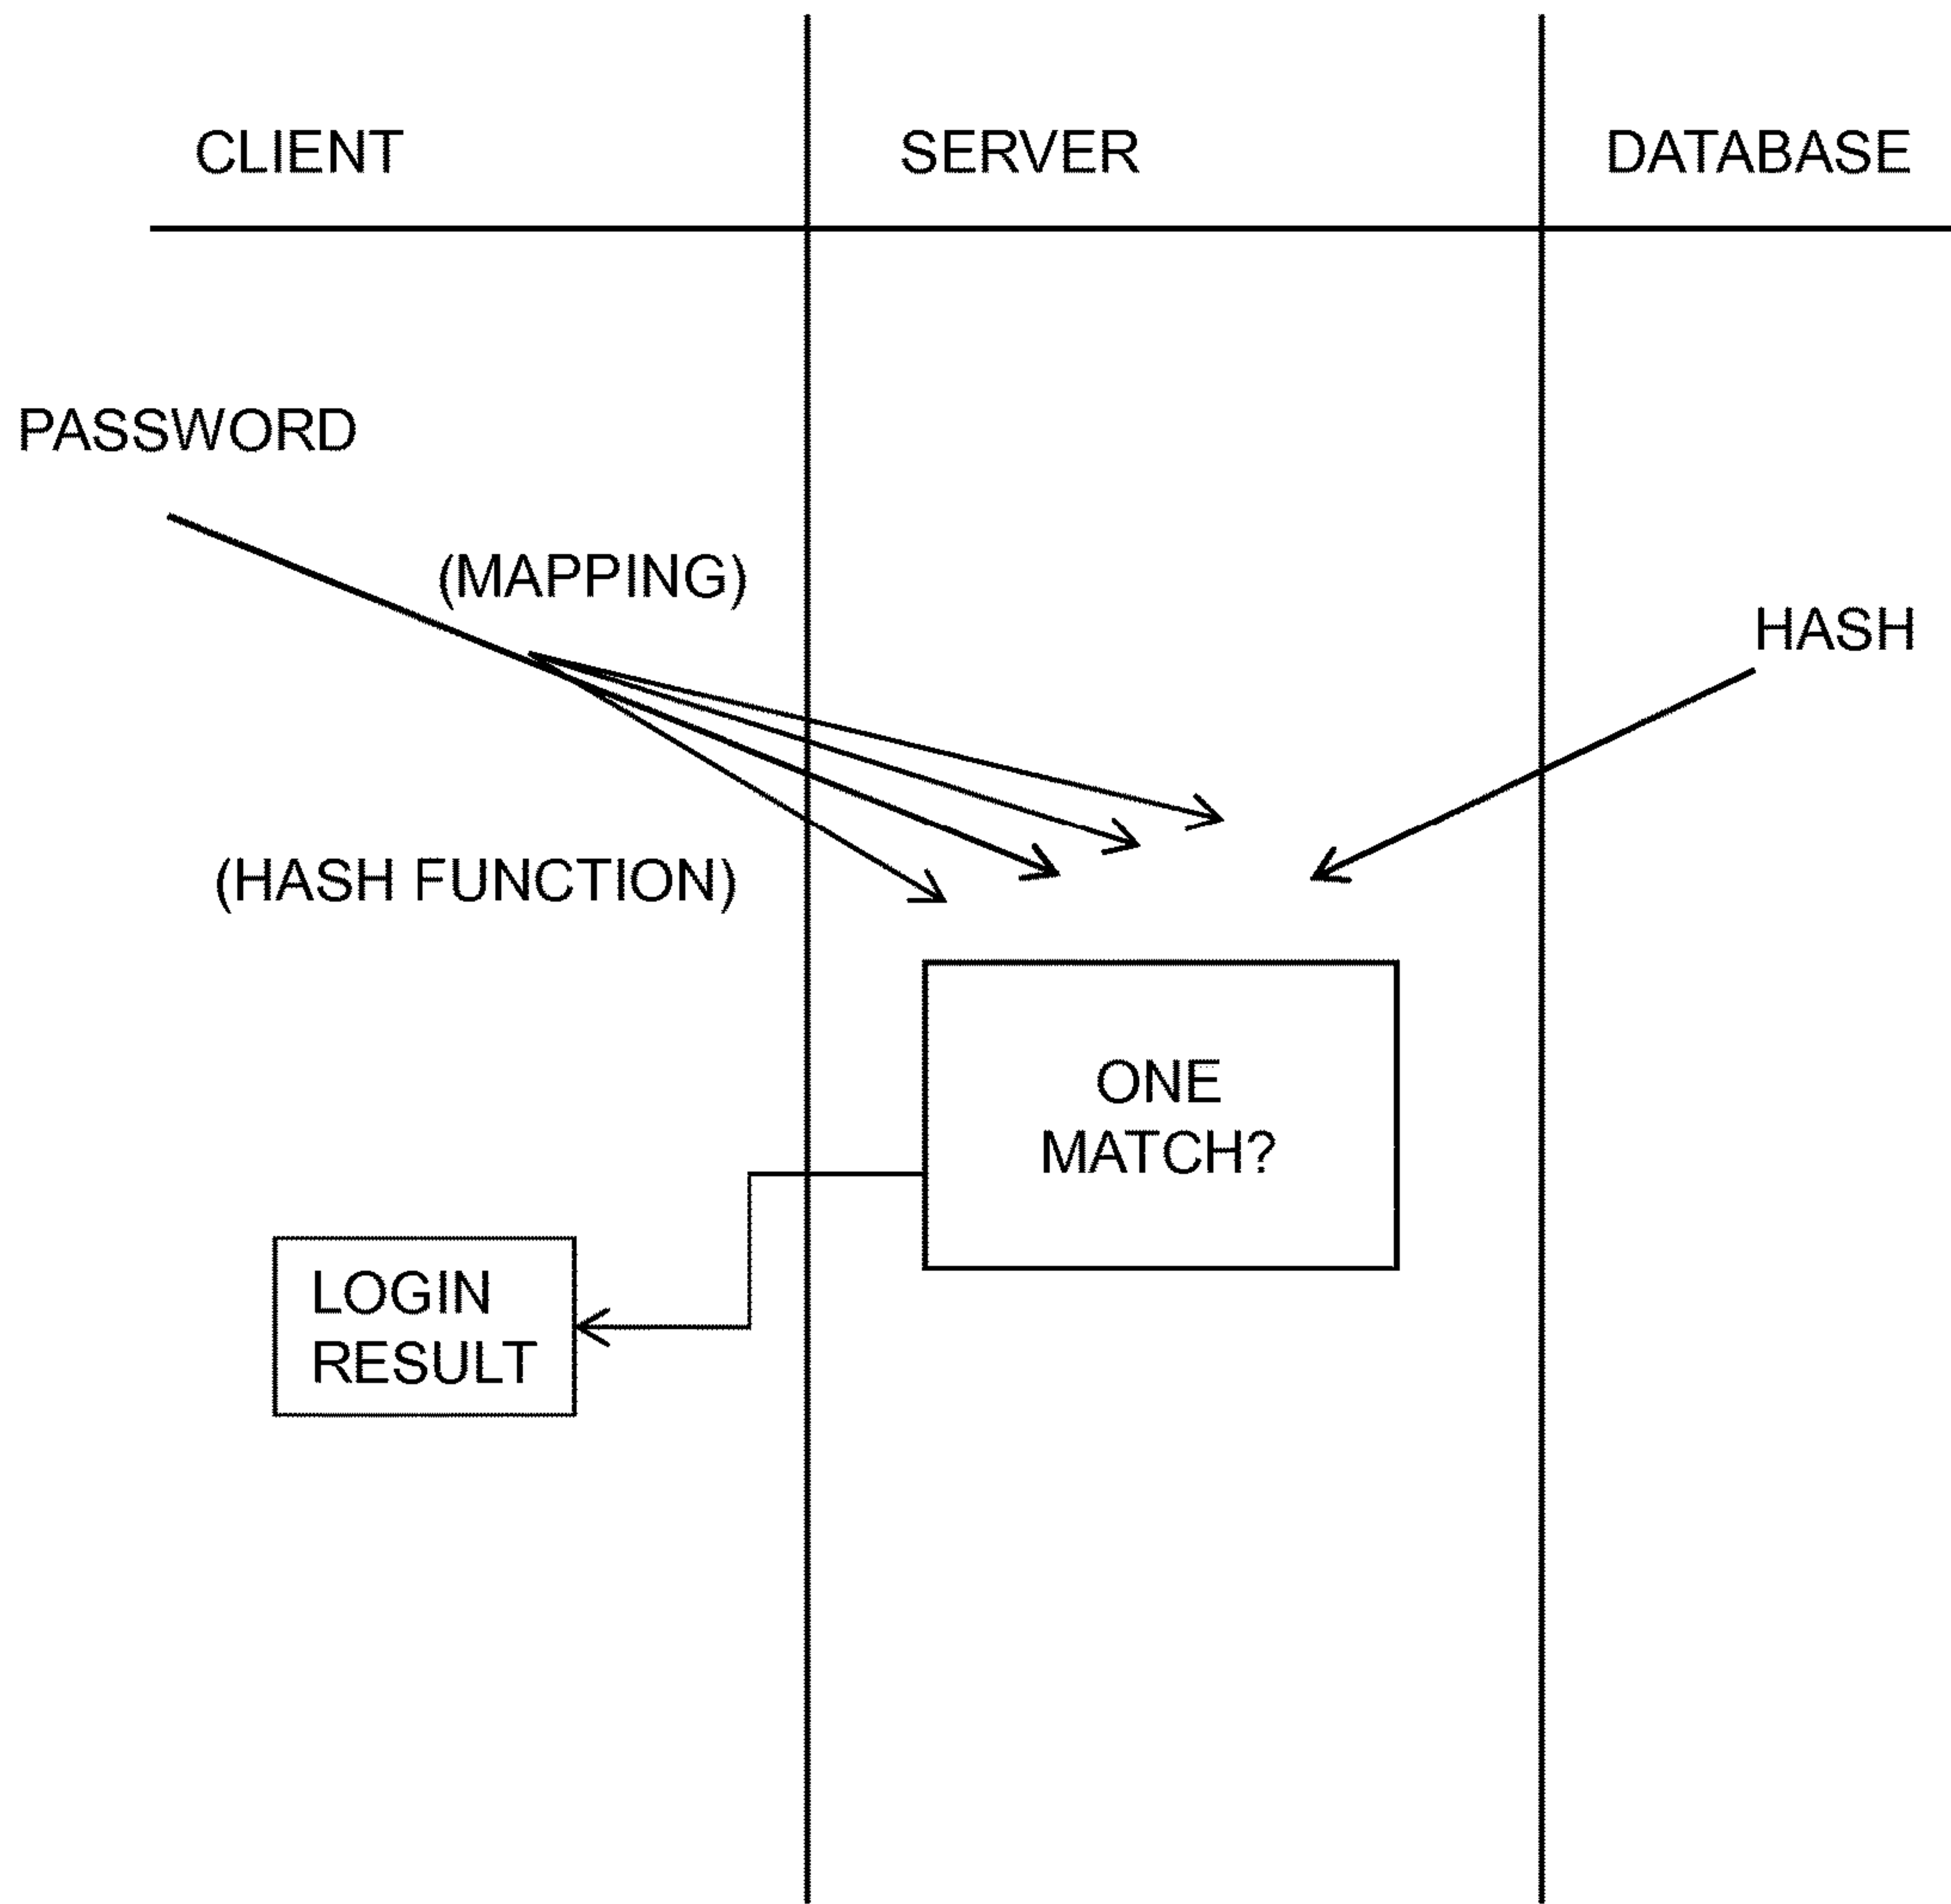 CLIENT
SERVER
DATABASE
PASSWORD
(MAPPING)
HASH
(HASH FUNCTION)
ONE
MATCH?
LOGIN
RESULT